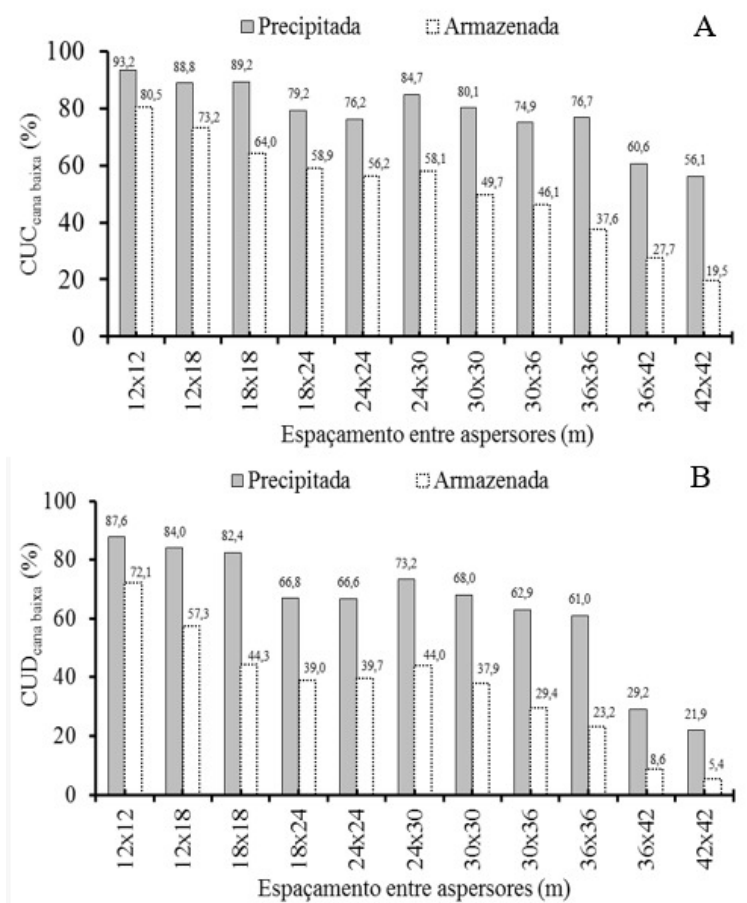 Precipitada Armazenada A
CUC cana baixa (%)
100
80
60
40
20
0
93,2 80,5 88,8 73,2 89,2 64,0 79,2 58,9 76,2 56,2 84,7 58,1 80,1 49,7 74,9 46,1 76,7 37,6 60,6 27,7 56,1 19,5
12x12 12x18 18x18 18x24 24x24 24x30 30x30 30x36 36x36 36x42 42x42
Espaçamento entre aspersores (m)
Precipitada Armazenada B
CUD cana baixa (%)
100
80
60
40
20
0
87,6 72,1 84,0 57,3 82,4 44,3 66,8 39,0 66,6 39,7 73,2 44,0 68,0 37,9 62,9 29,4 61,0 23,2 29,2 8,6 21,9 5,4
12x12 12x18 18x18 18x24 24x24 24x30 30x30 30x36 36x36 36x42 42x42
Espaçamento entre aspersores (m)